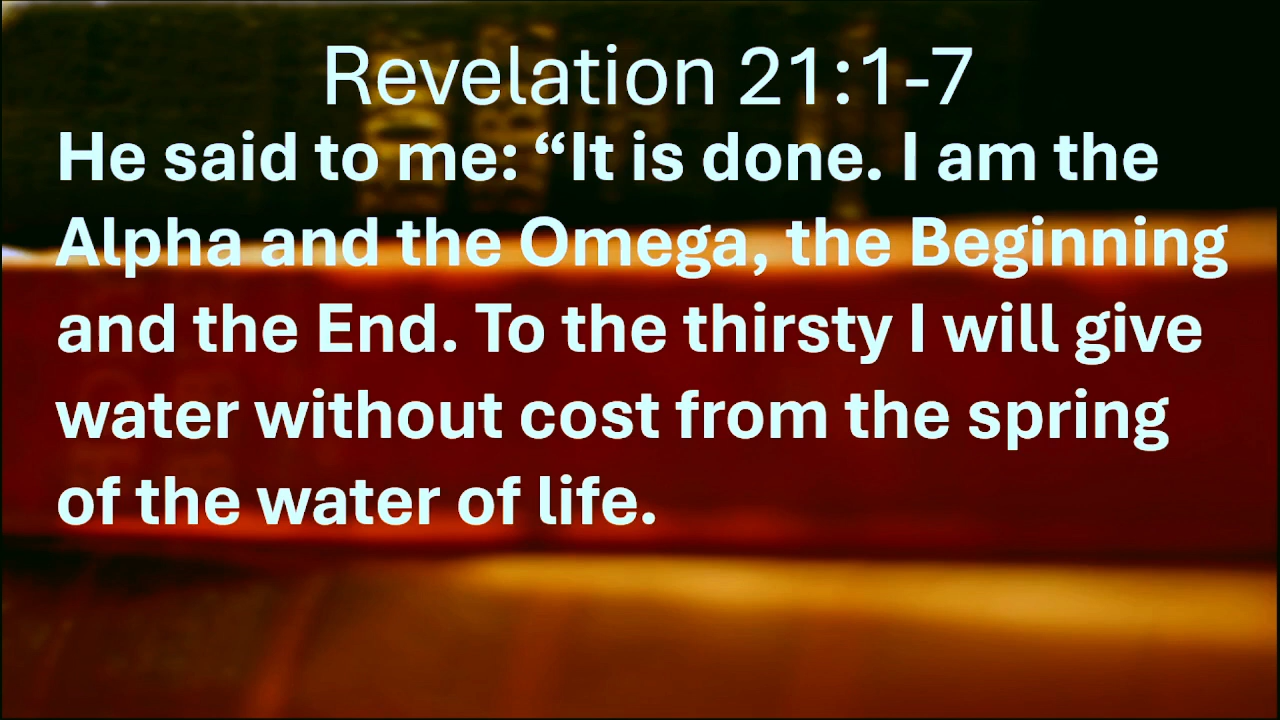 Revelation 21:1-7
He said to me: “It is done. I am the
Alpha and the Omega, the Beginning
and the End. To the thirsty I will give
water without cost from the spring
of the water of life.